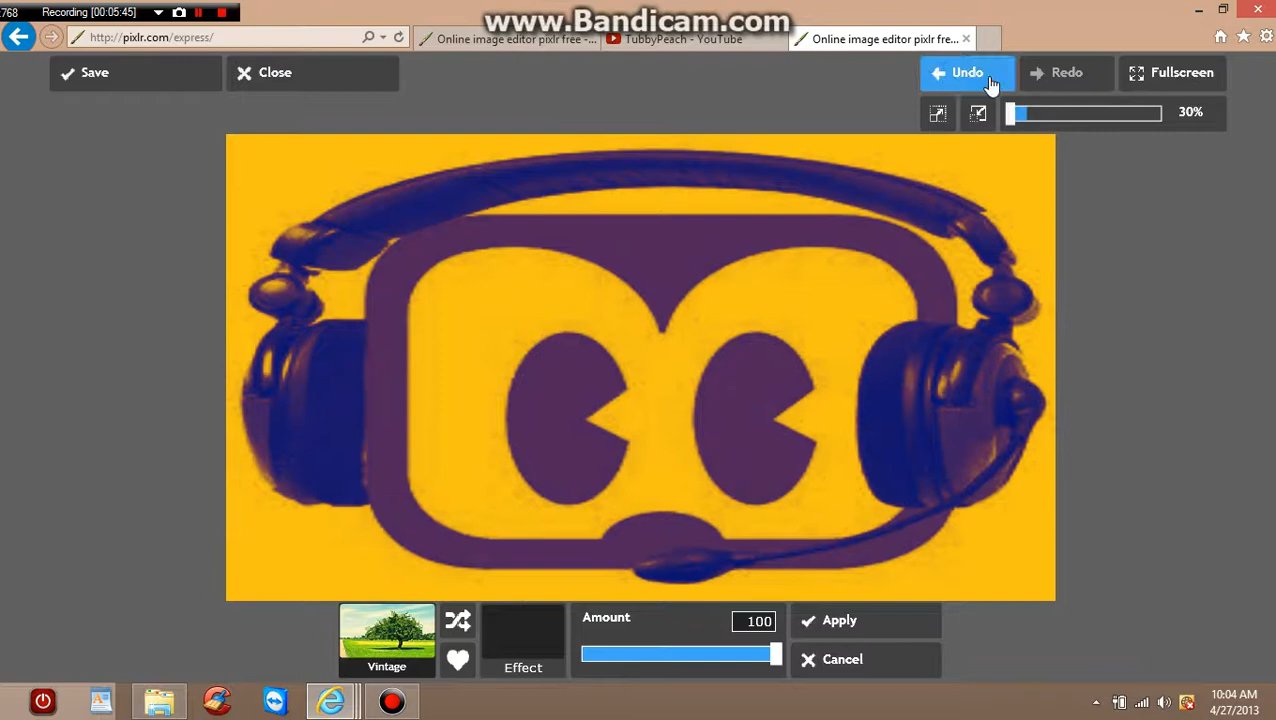 768 Recording [00:05:45]
www.Bandicam.com
http://pixlr.com/express/
Online image editor pixlr free -...
TubbyPeach - YouTube
Online image editor pixlr free...
Save
Close
Undo
Redo
Fullscreen
30%
Vintage
Effect
Amount
100
Apply
Cancel
10:04 AM
4/27/2013